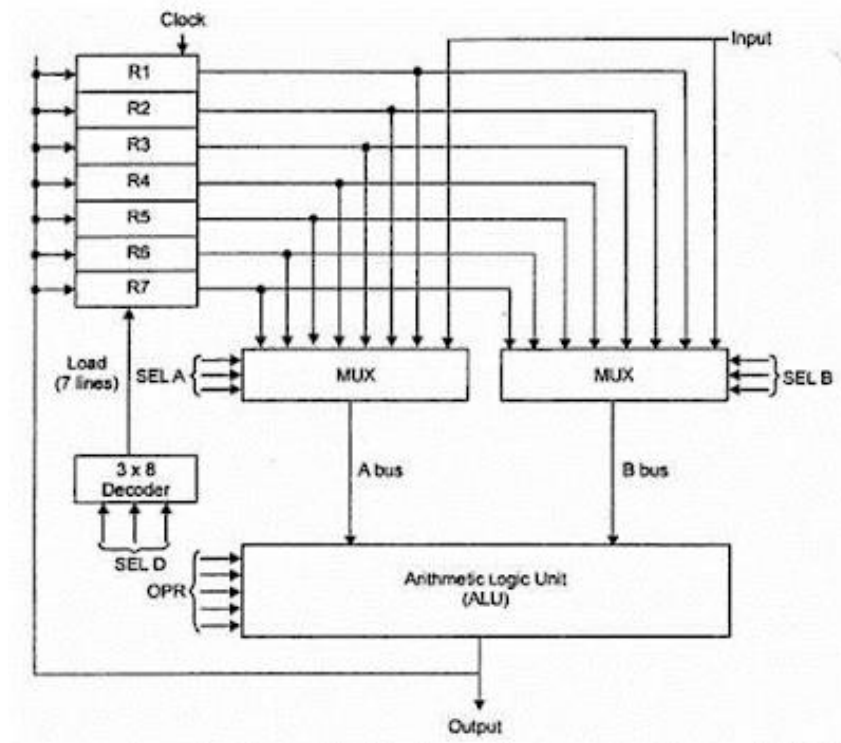 Clock
Input
R1
R2
R3
R4
R5
R6
R7
Load
(7 lines)
SEL A
MUX
MUX
SEL B
3 x 8
Decoder
A bus
B bus
SEL D
OPR
Arithmetic Logic Unit
(ALU)
Output